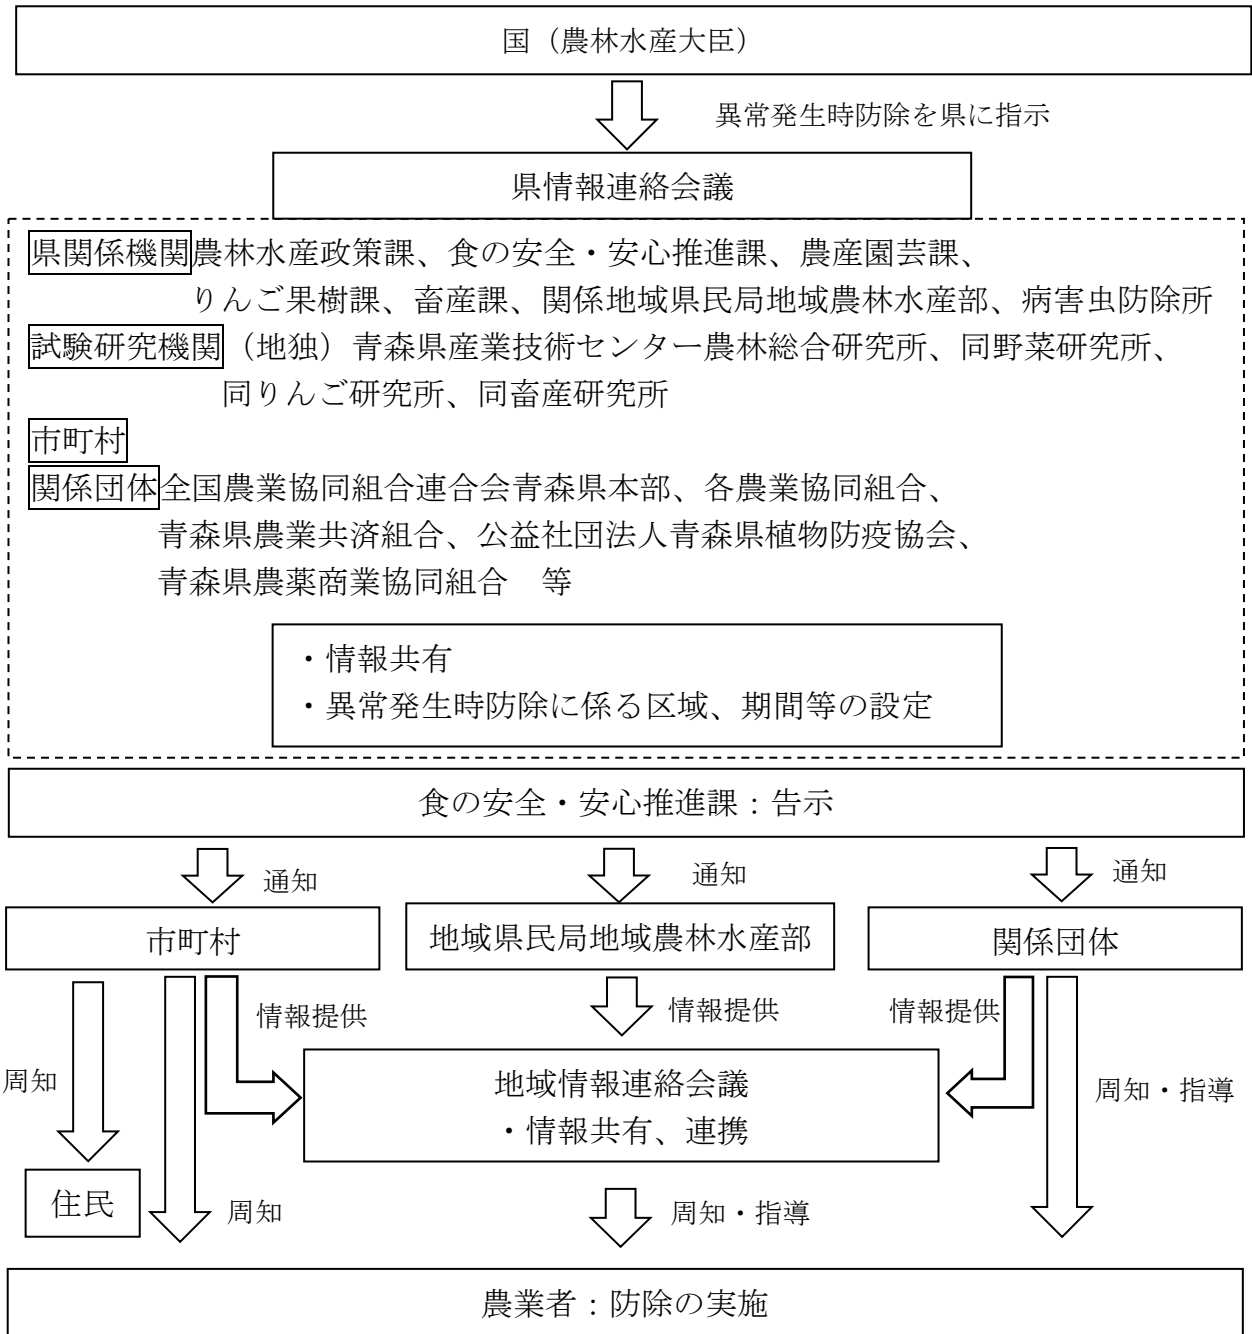 国（農林水産大臣）
異常発生時防除を県に指示
県情報連絡会議
県関係機関農林水産政策課、食の安全・安心推進課、農産園芸課、
りんご果樹課、畜産課、関係地域県民局地域農林水産部、病害虫防除所
試験研究機関（地独）青森県産業技術センター農林総合研究所、同野菜研究所、
同りんご研究所、同畜産研究所
市町村
関係団体全国農業協同組合連合会青森県本部、各農業協同組合、
青森県農業共済組合、公益社団法人青森県植物防疫協会、
青森県農薬商業協同組合　等
・情報共有
・異常発生時防除に係る区域、期間等の設定
食の安全・安心推進課：告示
通知
通知
通知
市町村
地域県民局地域農林水産部
関係団体
情報提供
情報提供
情報提供
周知
地域情報連絡会議
・情報共有、連携
周知・指導
住民
周知
周知・指導
農業者：防除の実施